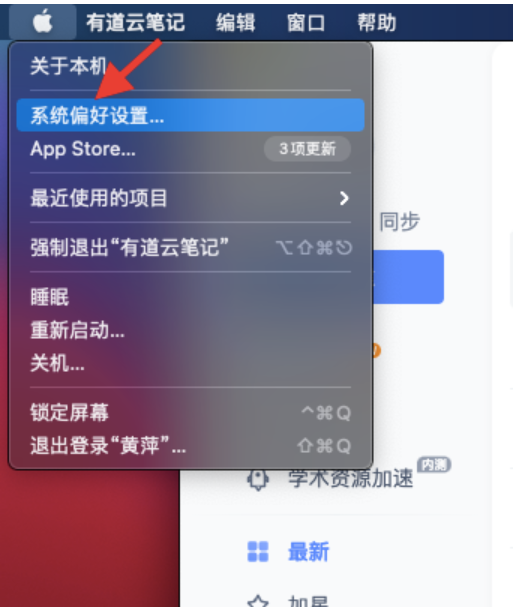 有道云笔记 编辑 窗口 帮助
关于本机
系统偏好设置...
App Store... 3项更新
最近使用的项目
同步
强制退出“有道云笔记” ⌥⇧⌘⎋
睡眠
重新启动...
关机...
锁定屏幕 ^⌘Q
退出登录“黄萍”... ⇧⌘Q
学术资源加速 内测
最新
加星